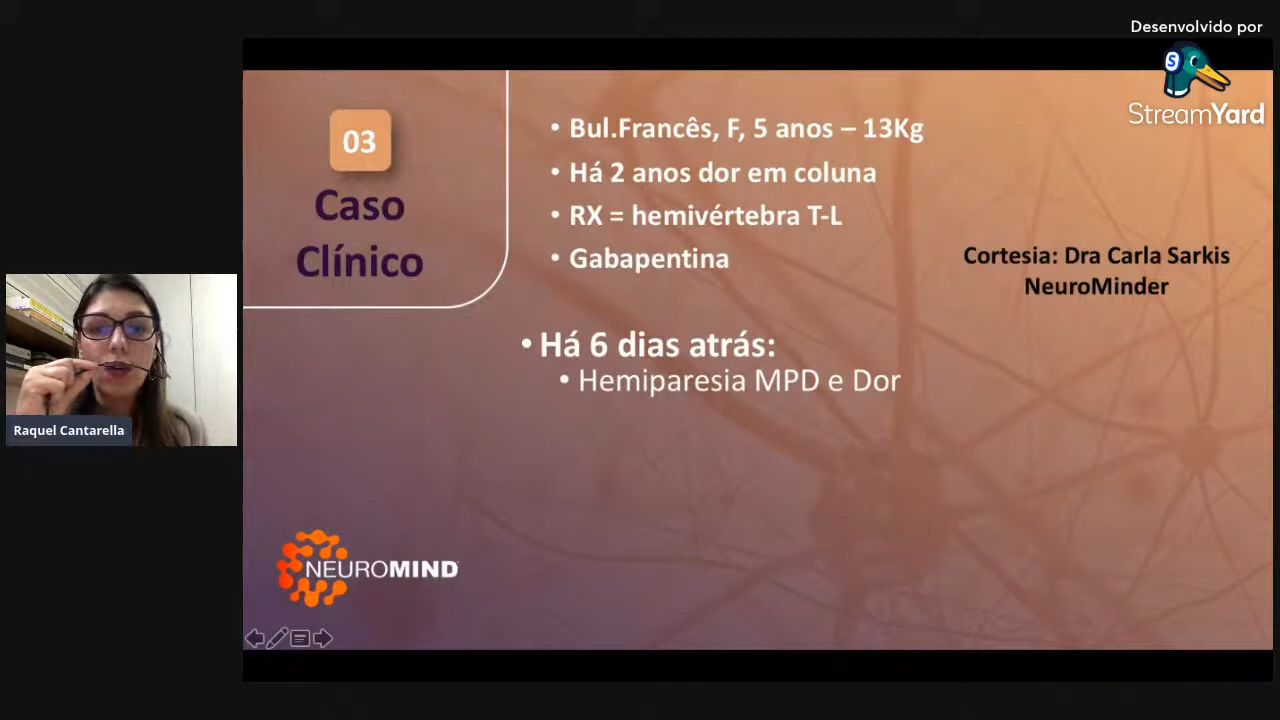 Desenvolvido por
StreamYard
03
Caso
Clínico
• Bul.Francês, F, 5 anos – 13Kg
• Há 2 anos dor em coluna
• RX = hemivértebra T-L
• Gabapentina
Cortesia: Dra Carla Sarkis
NeuroMinder
• Há 6 dias atrás:
• Hemiparesia MPD e Dor
Raquel Cantarella
NEUROMIND